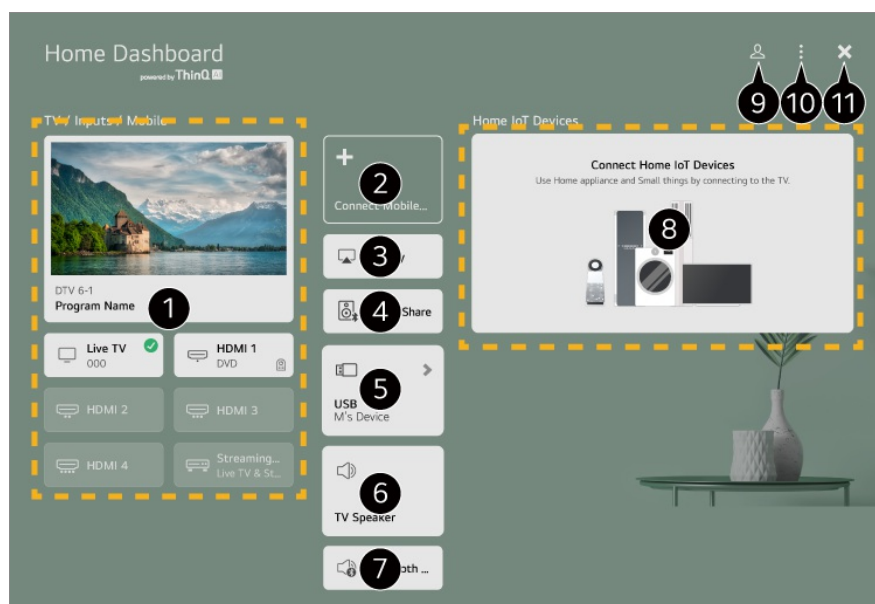 Home Dashboard
powered by ThinQ AI
TV / Inputs / Mobile
Home IoT Devices
9
10
11
DTV 6-1
Program Name
1
Live TV
000
HDMI 1
DVD
HDMI 2
HDMI 3
HDMI 4
Streaming...
Live TV & St...
2
Connect Mobile...
3
4
Share
5
USB
M's Device
6
TV Speaker
7
oth ...
Connect Home IoT Devices
Use Home appliance and Small things by connecting to the TV.
8